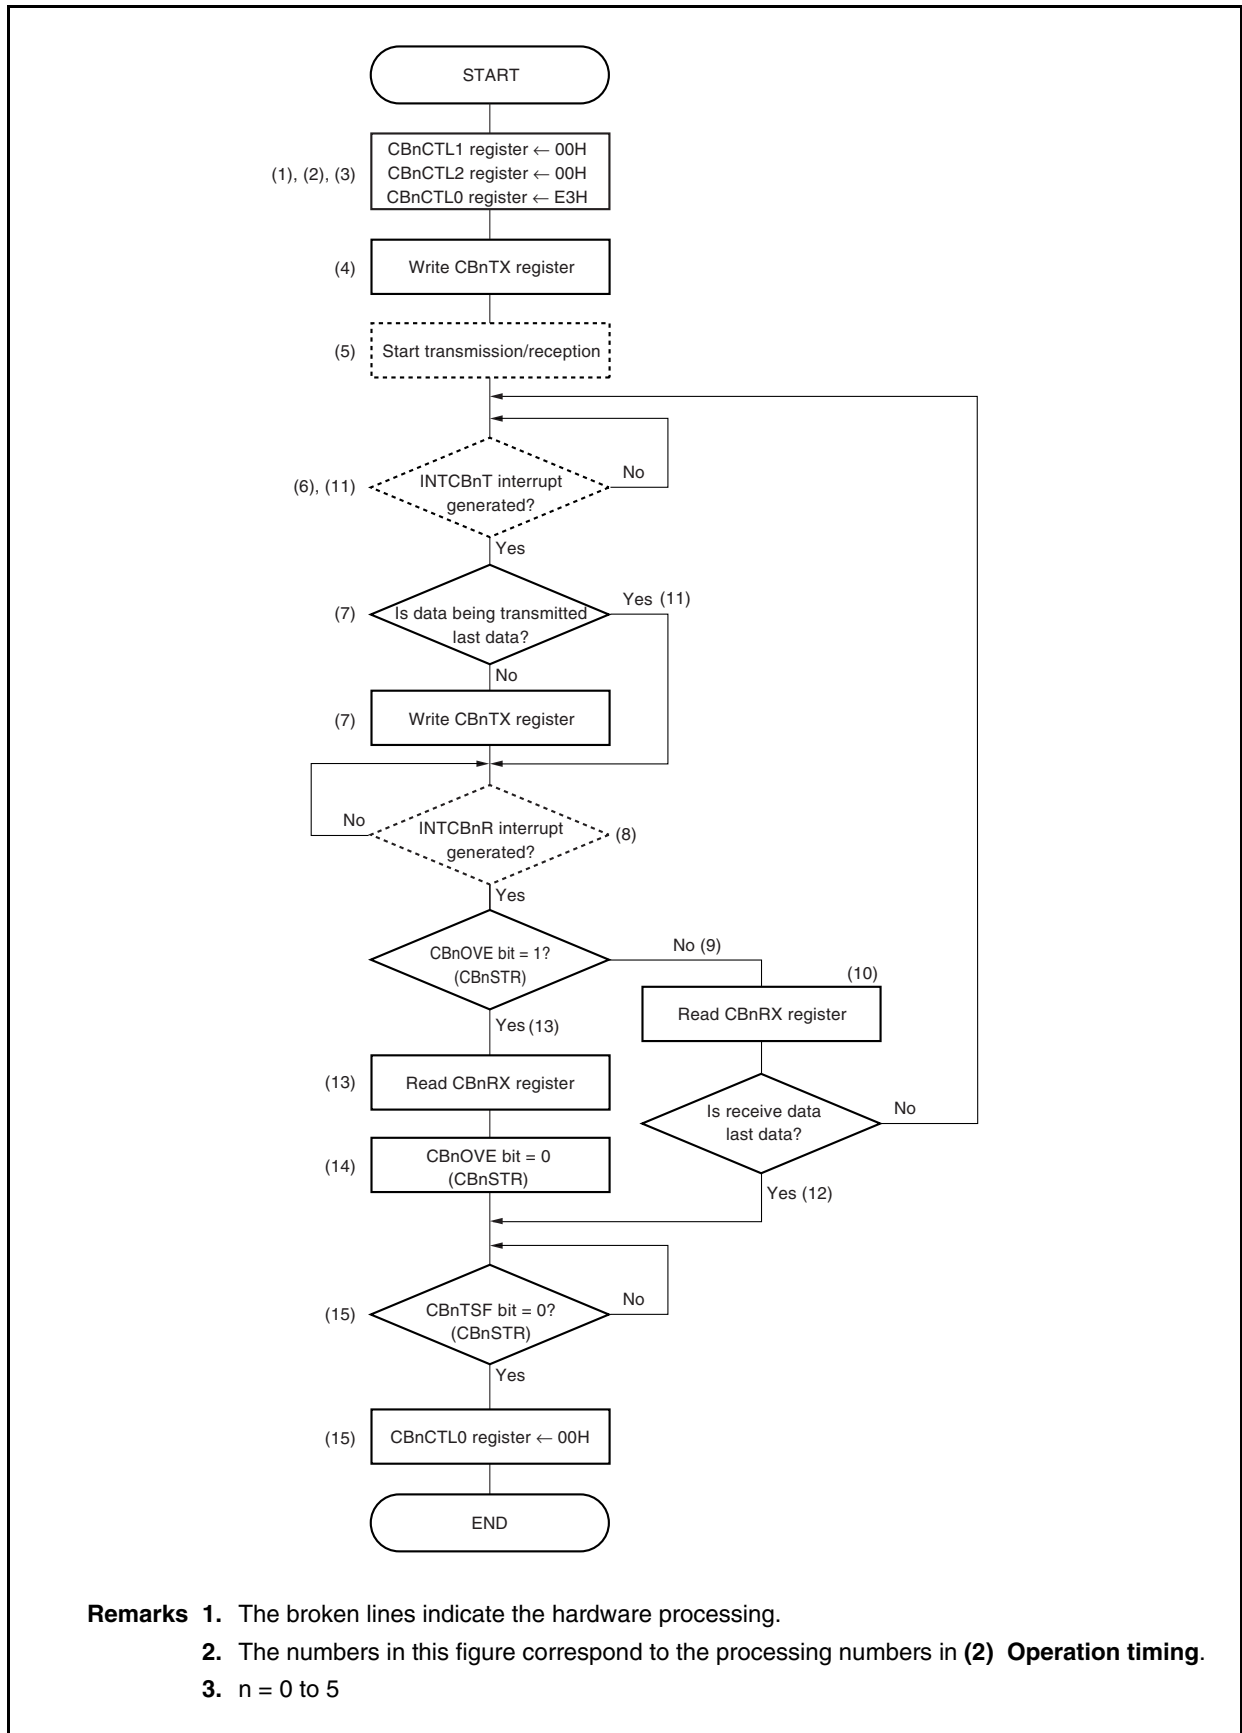 START
CBnCTL1 register ← 00H
(1), (2), (3) CBnCTL2 register ← 00H
CBnCTL0 register ← E3H
(4) Write CBnTX register
(5) Start transmission/reception
No
(6), (11) INTCBnT interrupt
generated?
Yes
Yes (11)
(7) Is data being transmitted
last data?
No
(7) Write CBnTX register
No
INTCBnR interrupt (8)
generated?
Yes
CBnOVE bit = 1? No (9)
(CBnSTR)
(10)
Read CBnRX register
Yes (13)
(13) Read CBnRX register
Is receive data No
last data?
(14) CBnOVE bit = 0
(CBnSTR)
Yes (12)
No
(15) CBnTSF bit = 0?
(CBnSTR)
Yes
(15) CBnCTL0 register ← 00H
END
Remarks 1. The broken lines indicate the hardware processing.
2. The numbers in this figure correspond to the processing numbers in (2) Operation timing.
3. n = 0 to 5